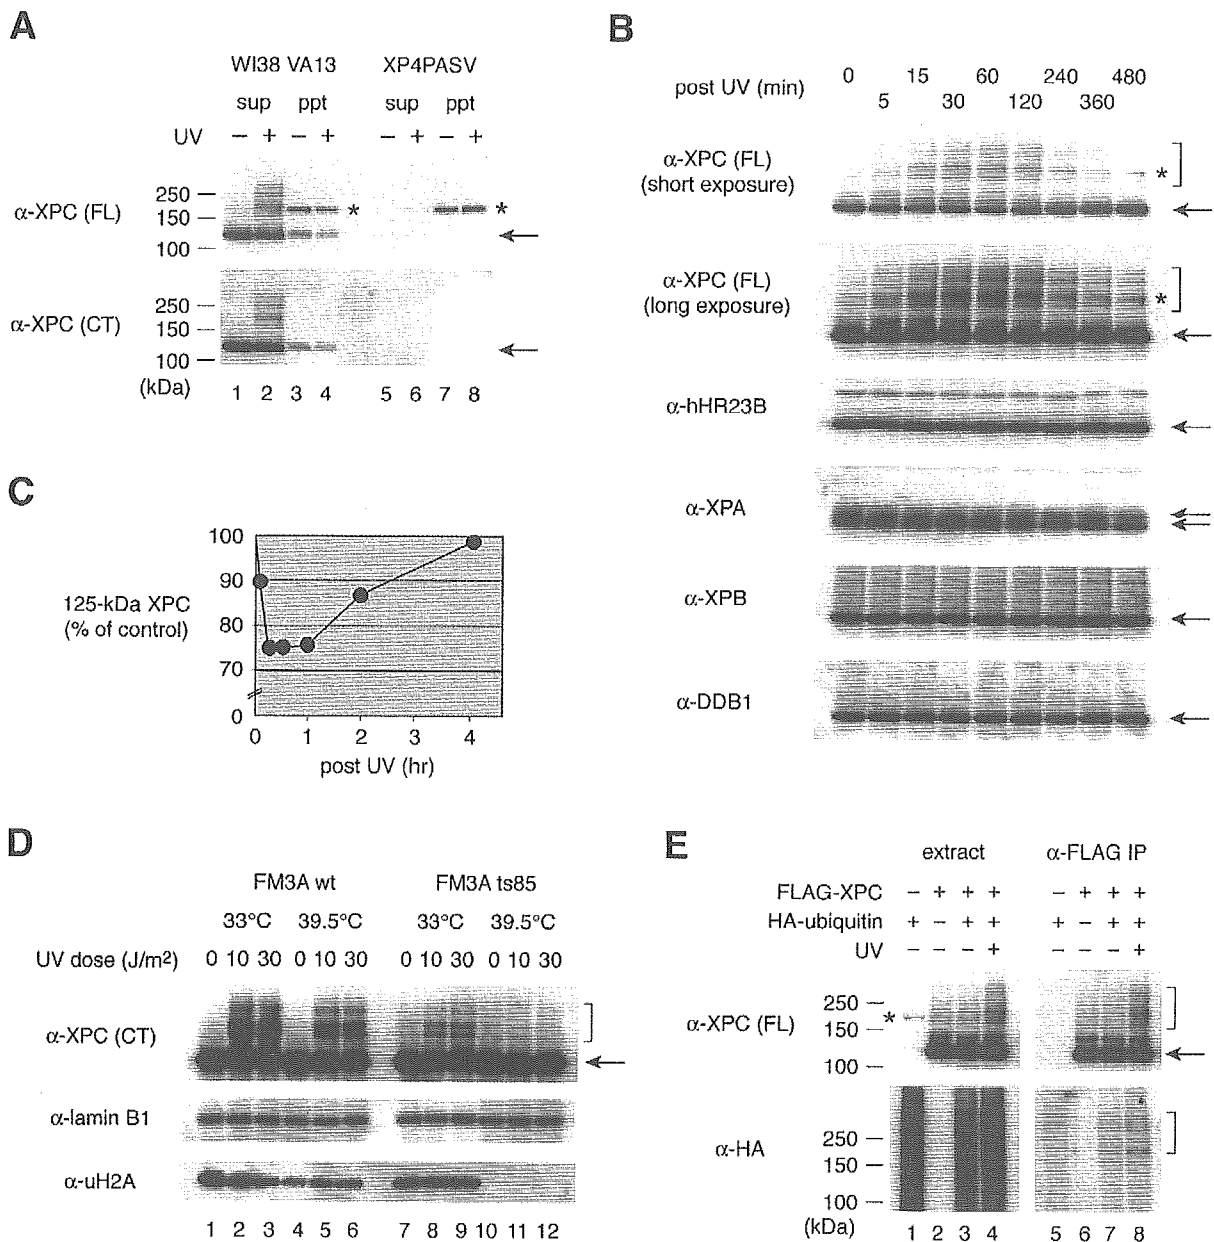 A
WI38 VA13 XP4PASV
sup ppt sup ppt
UV − + − + − + − +
α-XPC (FL)
250
150
100
*
*
α-XPC (CT)
250
150
100
(kDa)
1 2 3 4 5 6 7 8
B
post UV (min)
0 15 60 240 480
5 30 120 360
α-XPC (FL)
(short exposure)
*
α-XPC (FL)
(long exposure)
*
α-hHR23B
α-XPA
α-XPB
α-DDB1
C
125-kDa XPC
(% of control)
100
90
80
70
0
0 1 2 4
post UV (hr)
D
FM3A wt FM3A ts85
33°C 39.5°C 33°C 39.5°C
UV dose (J/m²) 0 10 30 0 10 30 0 10 30 0 10 30
α-XPC (CT)
α-lamin B1
α-uH2A
1 2 3 4 5 6 7 8 9 10 11 12
E
extract α-FLAG IP
FLAG-XPC − + + + − + + +
HA-ubiquitin + − + + + − + +
UV − − − + − − − +
α-XPC (FL)
250
150
100
*
α-HA
250
150
100
(kDa)
1 2 3 4 5 6 7 8